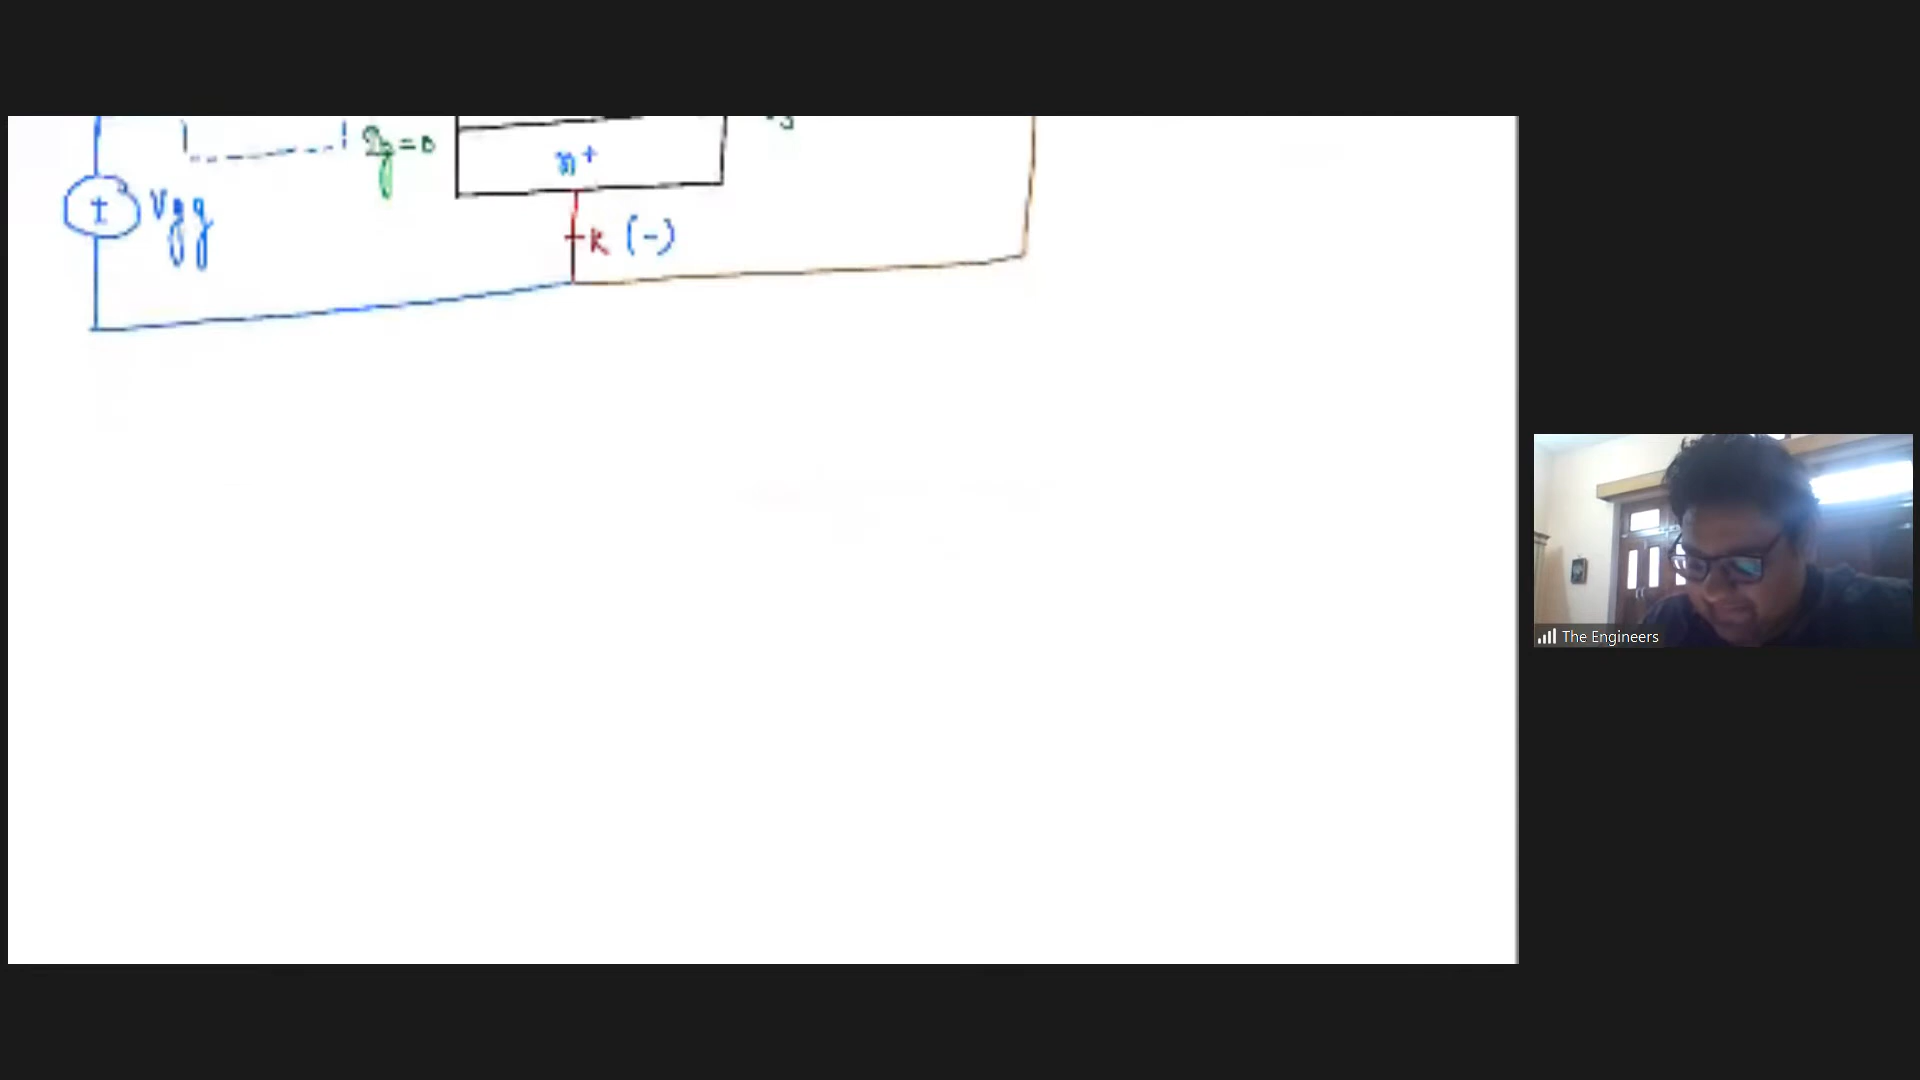 Ig=0
n+
± Vgg
K (-)
The Engineers